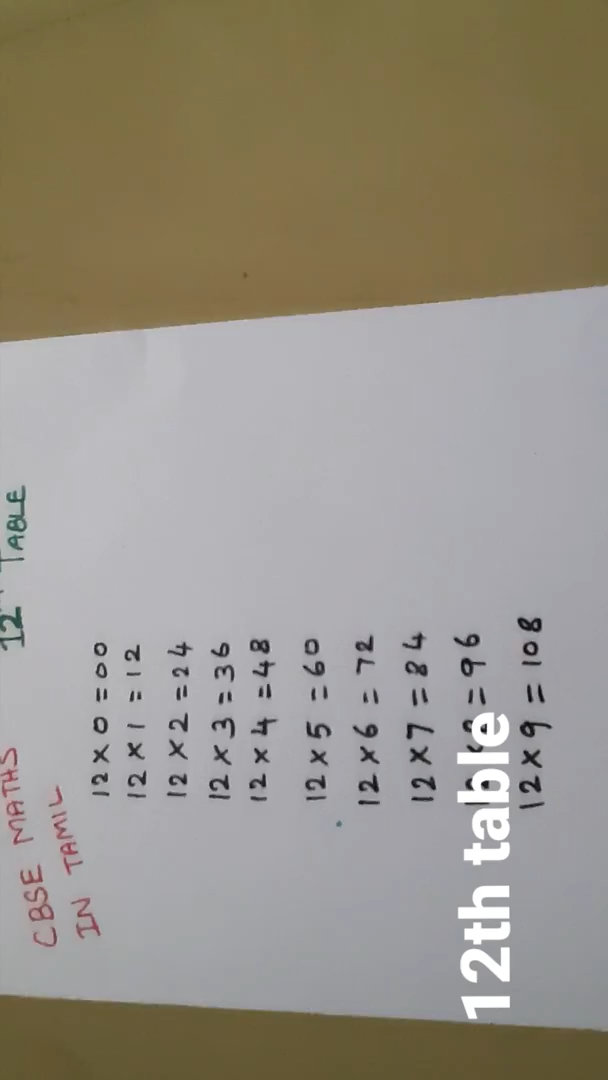 CBSE MATHS
IN TAMIL
12th TABLE
12 x 0 = 00
12 x 1 = 12
12 x 2 = 24
12 x 3 = 36
12 x 4 = 48
12 x 5 = 60
12 x 6 = 72
12 x 7 = 84
= 96
12 x 9 = 108
12th table